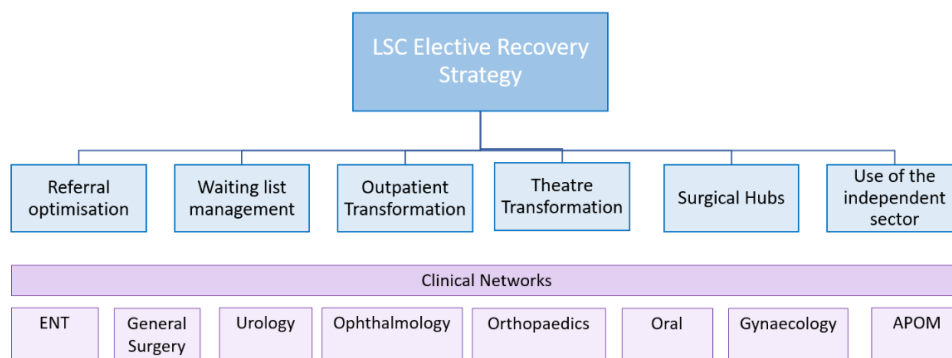 LSC Elective Recovery
Strategy
Referral
optimisation
Waiting list
management
Outpatient
Transformation
Theatre
Transformation
Surgical Hubs
Use of the
independent
sector
Clinical Networks
ENT
General
Surgery
Urology
Ophthalmology
Orthopaedics
Oral
Gynaecology
APOM